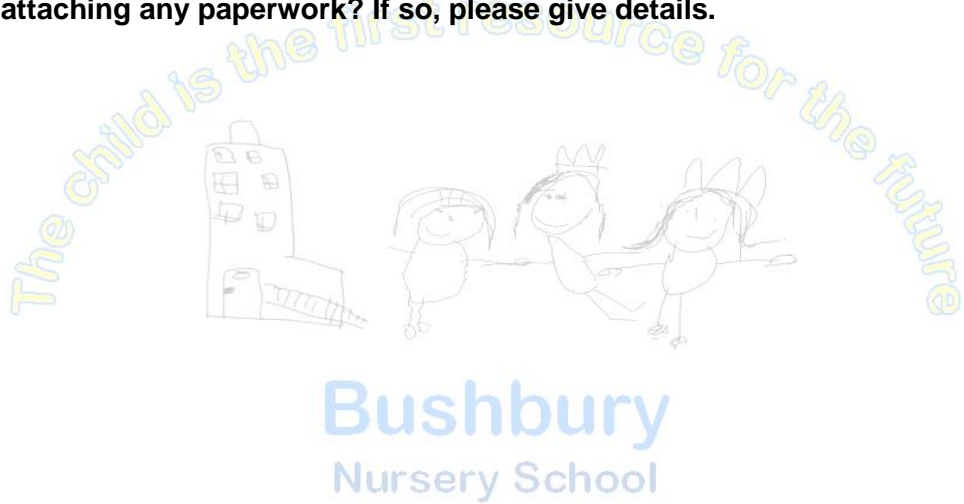 attaching any paperwork? If so, please give details.
The child is the first resource for the future
Bushbury
Nursery School